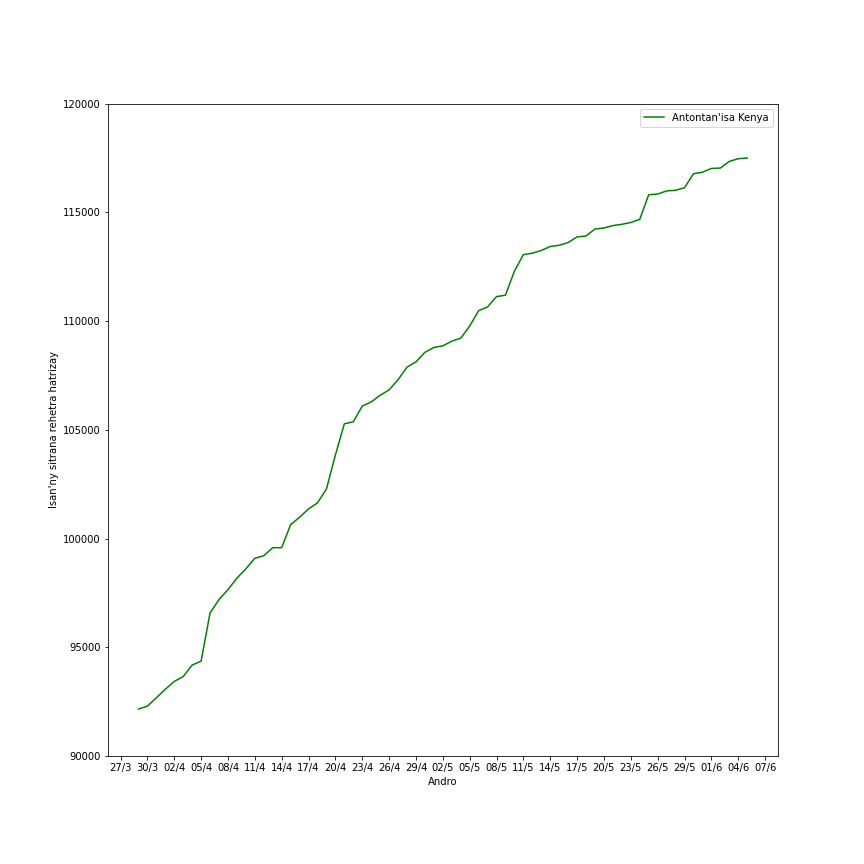 120000
Antontan'isa Kenya
115000
110000
105000
100000
95000
90000
Isan'ny sitrana rehetra hatrizay
27/3 30/3 02/4 05/4 08/4 11/4 14/4 17/4 20/4 23/4 26/4 29/4 02/5 05/5 08/5 11/5 14/5 17/5 20/5 23/5 26/5 29/5 01/6 04/6 07/6
Andro